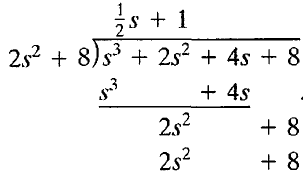 ½s + 1
2s² + 8)s³ + 2s² + 4s + 8
s³ + 4s .
2s² + 8
2s² + 8